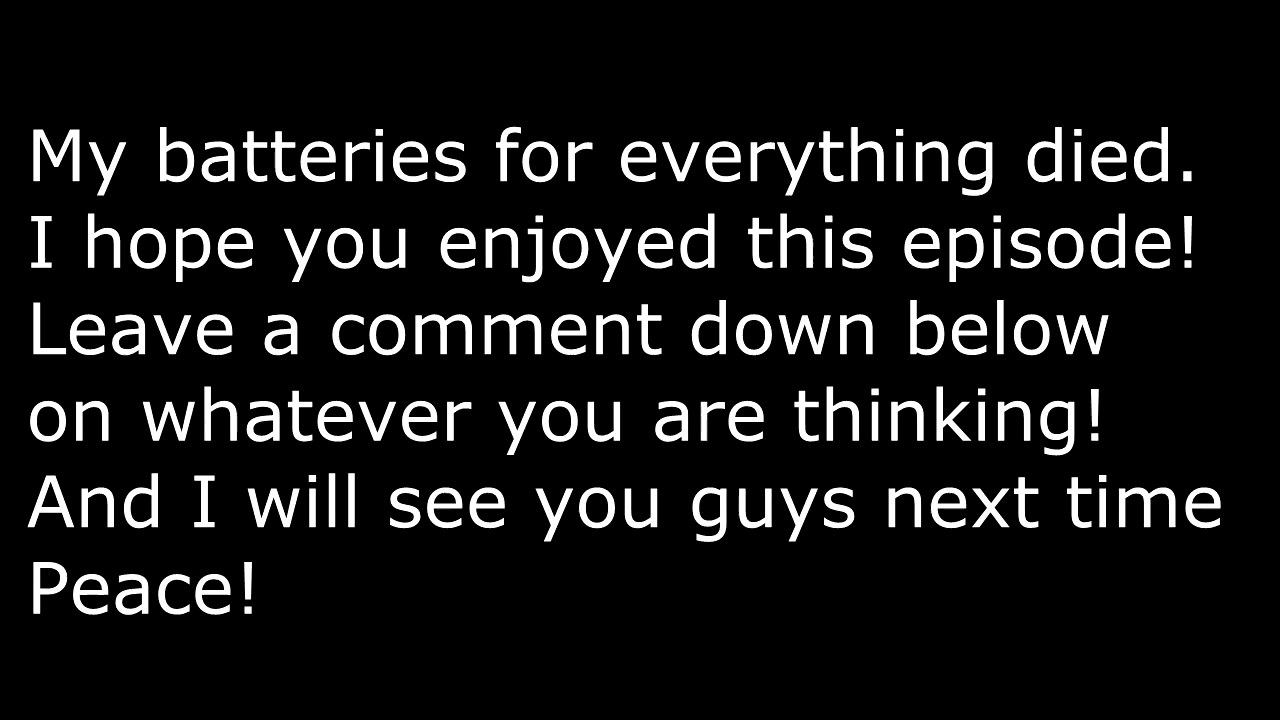 My batteries for everything died.
I hope you enjoyed this episode!
Leave a comment down below
on whatever you are thinking!
And I will see you guys next time
Peace!